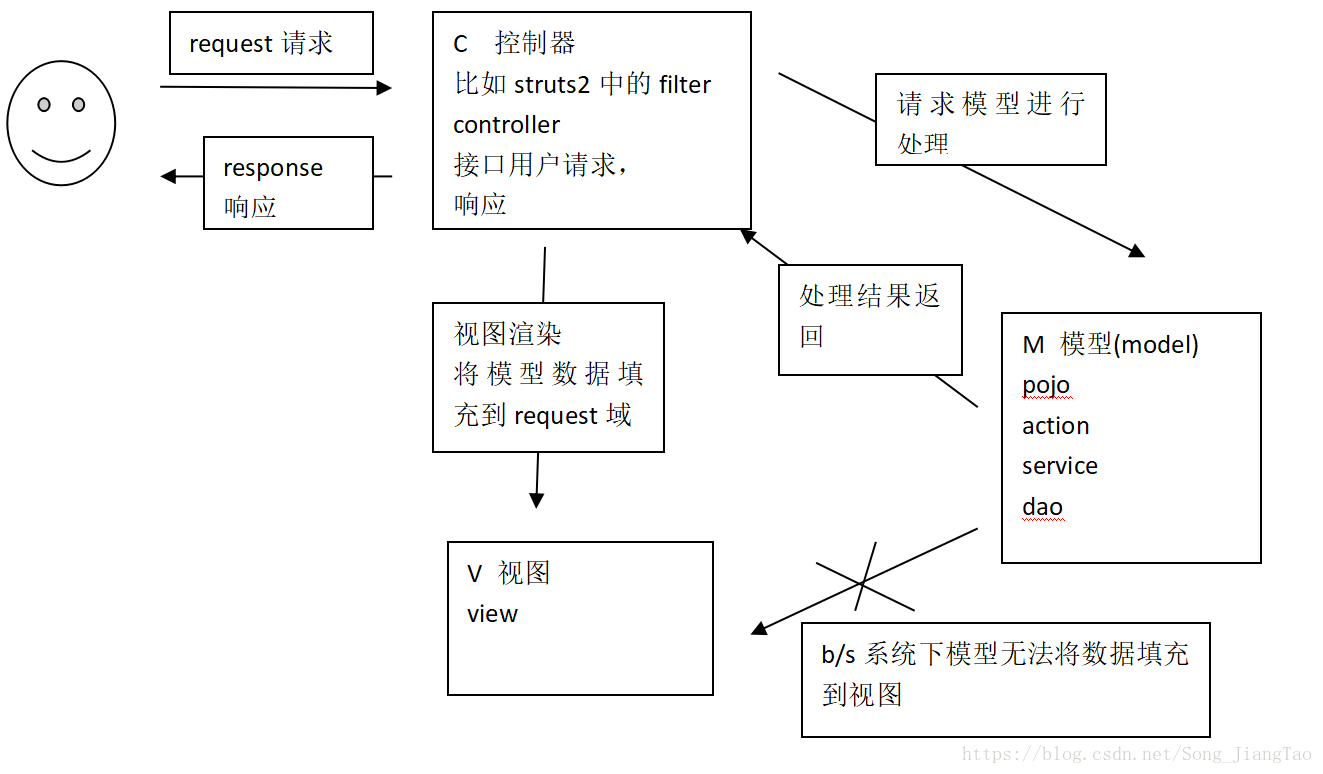 request 请求
response
响应
C 控制器
比如 struts2 中的 filter
controller
接口用户请求，
响应
请求模型进行
处理
处理结果返
回
M 模型(model)
pojo
action
service
dao
视图渲染
将模型数据填
充到 request 域
V 视图
view
b/s 系统下模型无法将数据填充
到视图
https://blog.csdn.net/Song_JiangTao